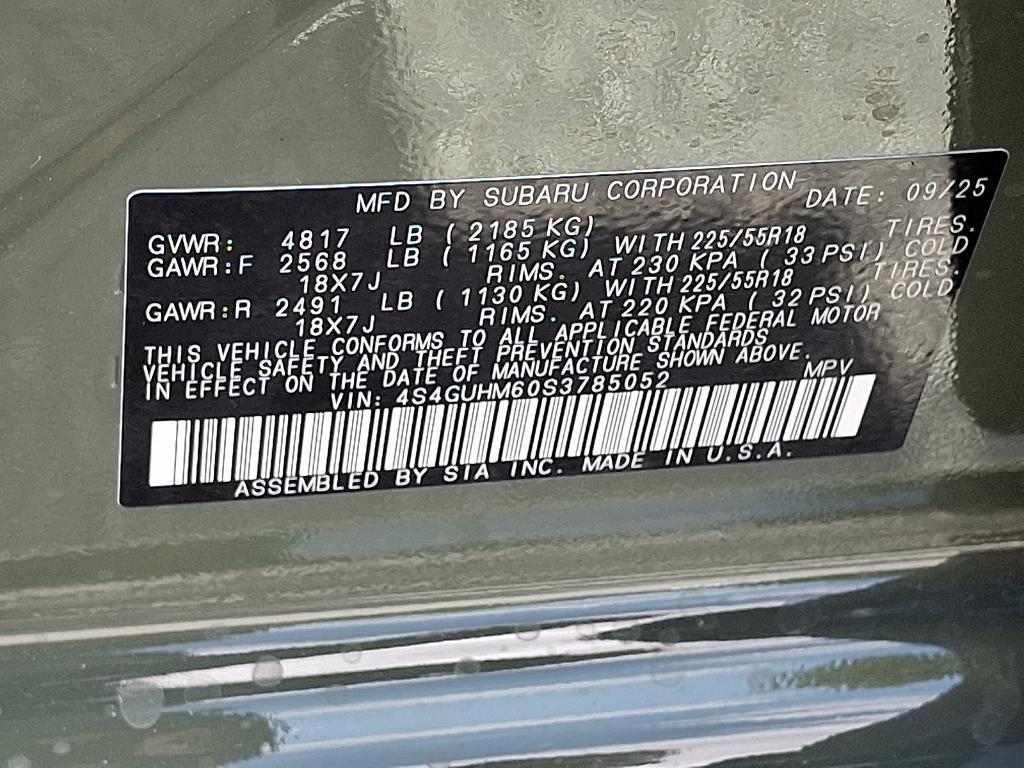 MFD BY SUBARU CORPORATION DATE: 09/25
GVWR: 4817 LB ( 2185 KG)
GAWR:F 2568 LB ( 1165 KG) WITH 225/55R18 TIRES.
18X7J RIMS. AT 230 KPA ( 33 PSI) COLD
GAWR:R 2491 LB ( 1130 KG) WITH 225/55R18 TIRES.
18X7J RIMS. AT 220 KPA ( 32 PSI) COLD
THIS VEHICLE CONFORMS TO ALL APPLICABLE FEDERAL MOTOR
VEHICLE SAFETY AND THEFT PREVENTION STANDARDS
IN EFFECT ON THE DATE OF MANUFACTURE SHOWN ABOVE.
VIN: 4S4GUHM60S3785052 MPV
ASSEMBLED BY SIA INC. MADE IN U.S.A.